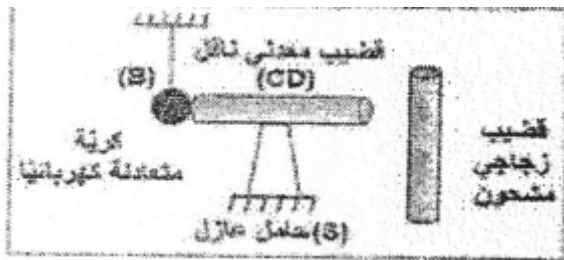 قضيب معدني ناقل
(CD)
(B)
كرية
متعادلة كهربائيا
قضيب
زجاجي
مشحون
(S)حامل عازل